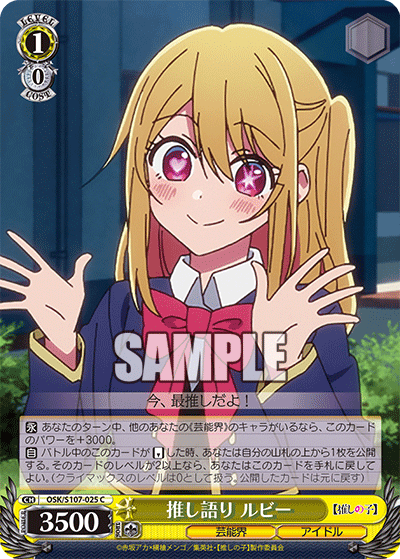 LEVEL
1
0
COST
SAMPLE
今、最推しだよ！
永 あなたのターン中、他のあなたの《芸能界》のキャラがいるなら、このカード
のパワーを＋3000。
自 バトル中のこのカードが したれた時、あなたは自分の山札の上から1枚を公開
する。そのカードのレベルが2以上なら、あなたはこのカードを手札に戻してよ
い。（クライマックスのレベルは0として扱う。公開したカードは元に戻す）
CH OSK/S107-025 C
3500
推し語り ルビー
【推しの子】
芸能界
アイドル
©赤坂アカ×横槍メンゴ／集英社・【推しの子】製作委員会